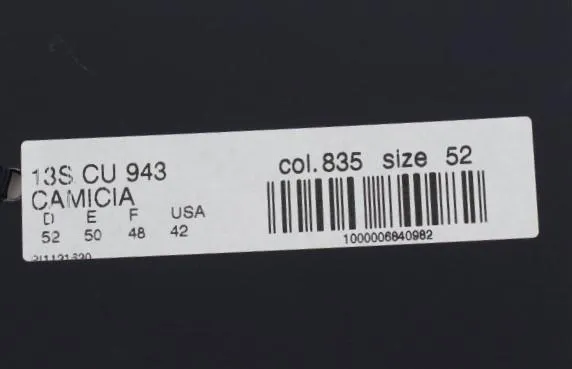 13S CU 943
CAMICIA
col.835 size 52
D E F USA
52 50 48 42
1000006840982